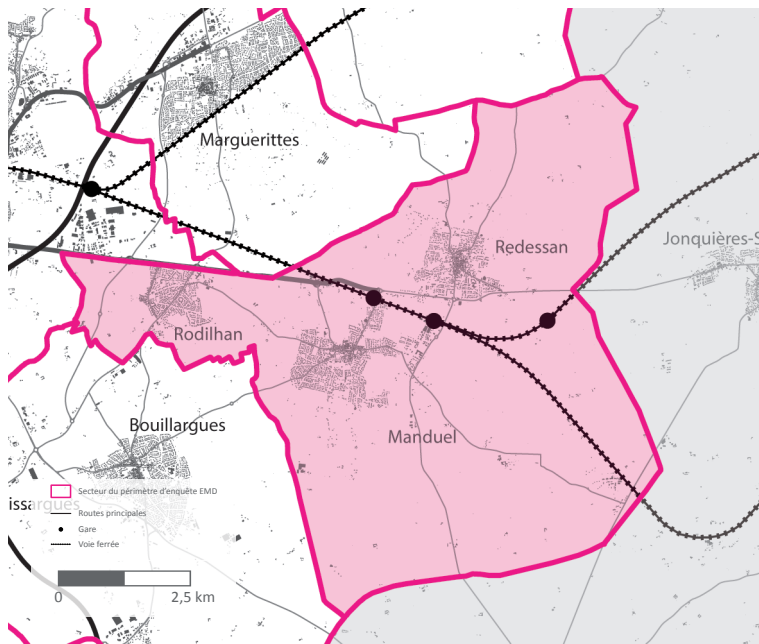 Marguerittes
Redessan
Jonquières-S
Rodilhan
Manduel
Bouillargues
issargues
Secteur du périmètre d'enquête EMD
Routes principales
Gare
Voie ferrée
0
2,5 km